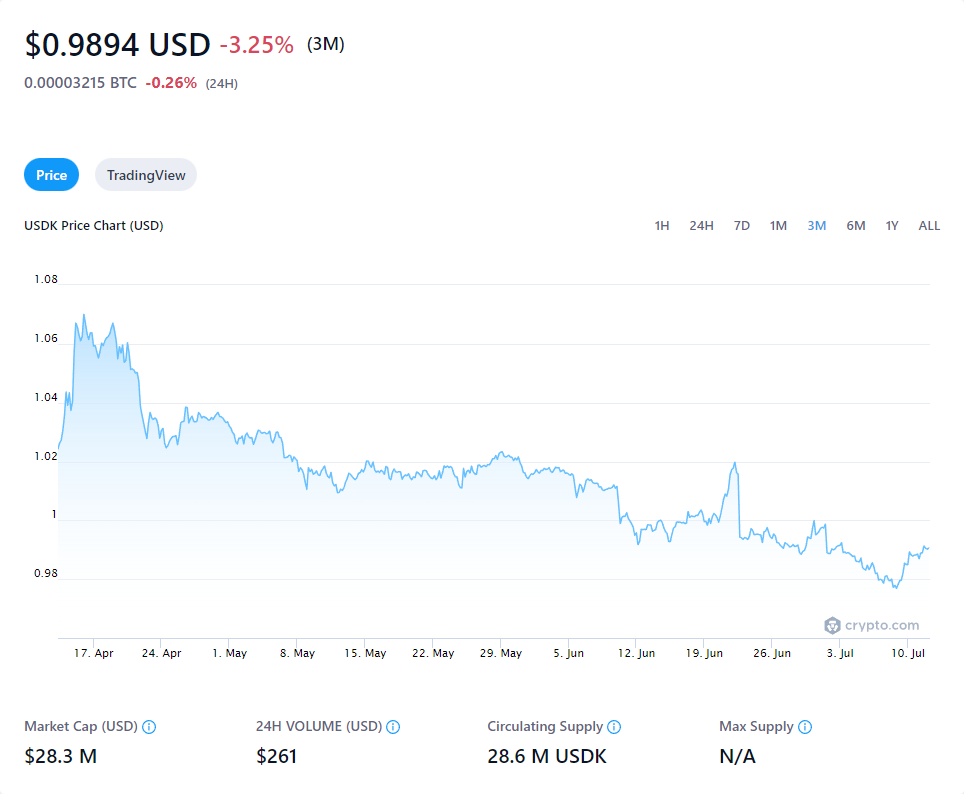 $0.9894 USD -3.25% (3M)
0.00003215 BTC -0.26% (24H)
Price TradingView
USDK Price Chart (USD) 1H 24H 7D 1M 3M 6M 1Y ALL
1.08
1.06
1.04
1.02
1
0.98
crypto.com
17. Apr 24. Apr 1. May 8. May 15. May 22. May 29. May 5. Jun 12. Jun 19. Jun 26. Jun 3. Jul 10. Jul
Market Cap (USD) 24H VOLUME (USD) Circulating Supply Max Supply
$28.3 M $261 28.6 M USDK N/A